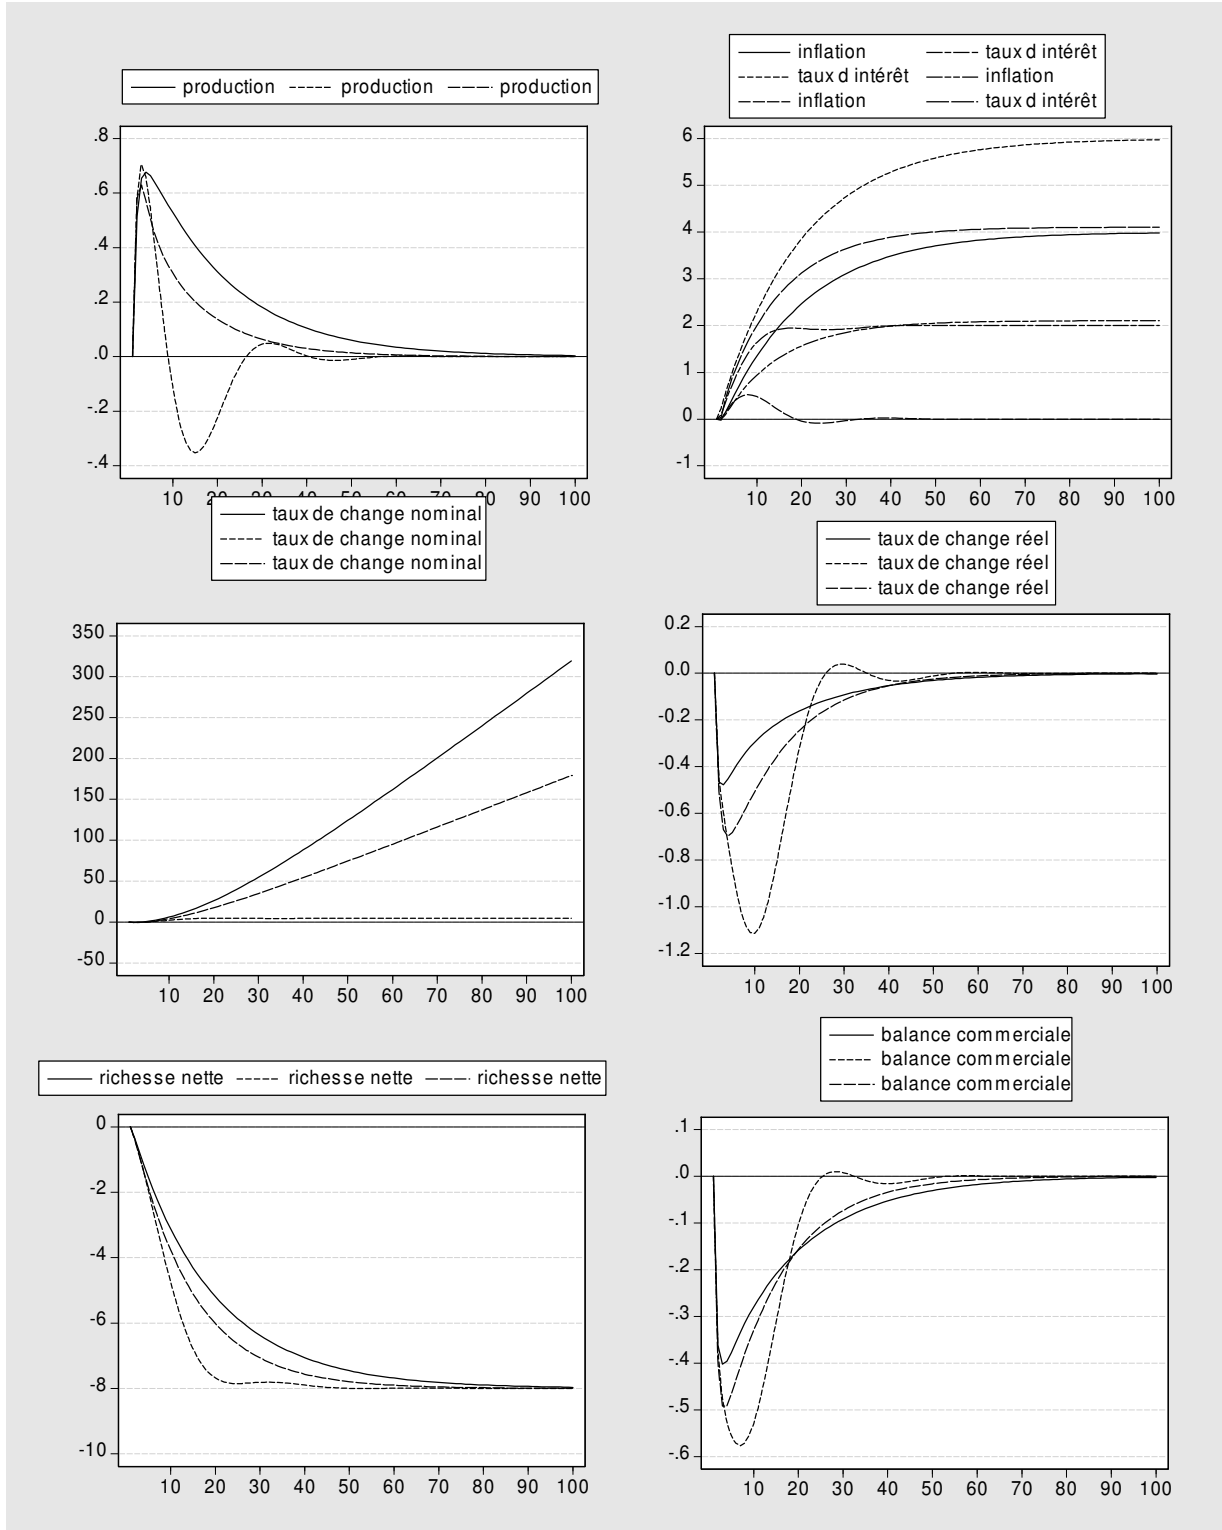 production production production
inflation taux d intérêt
taux d intérêt inflation
inflation taux d intérêt
.8
.6
.4
.2
.0
-.2
-.4
10 20 30 40 50 60 70 80 90 100
6
5
4
3
2
1
0
-1
10 20 30 40 50 60 70 80 90 100
taux de change nominal
taux de change nominal
taux de change nominal
350
300
250
200
150
100
50
0
-50
10 20 30 40 50 60 70 80 90 100
taux de change réel
taux de change réel
taux de change réel
0.2
0.0
-0.2
-0.4
-0.6
-0.8
-1.0
-1.2
10 20 30 40 50 60 70 80 90 100
richesse nette richesse nette richesse nette
0
-2
-4
-6
-8
-10
10 20 30 40 50 60 70 80 90 100
balance commerciale
balance commerciale
balance commerciale
.1
.0
-.1
-.2
-.3
-.4
-.5
-.6
10 20 30 40 50 60 70 80 90 100